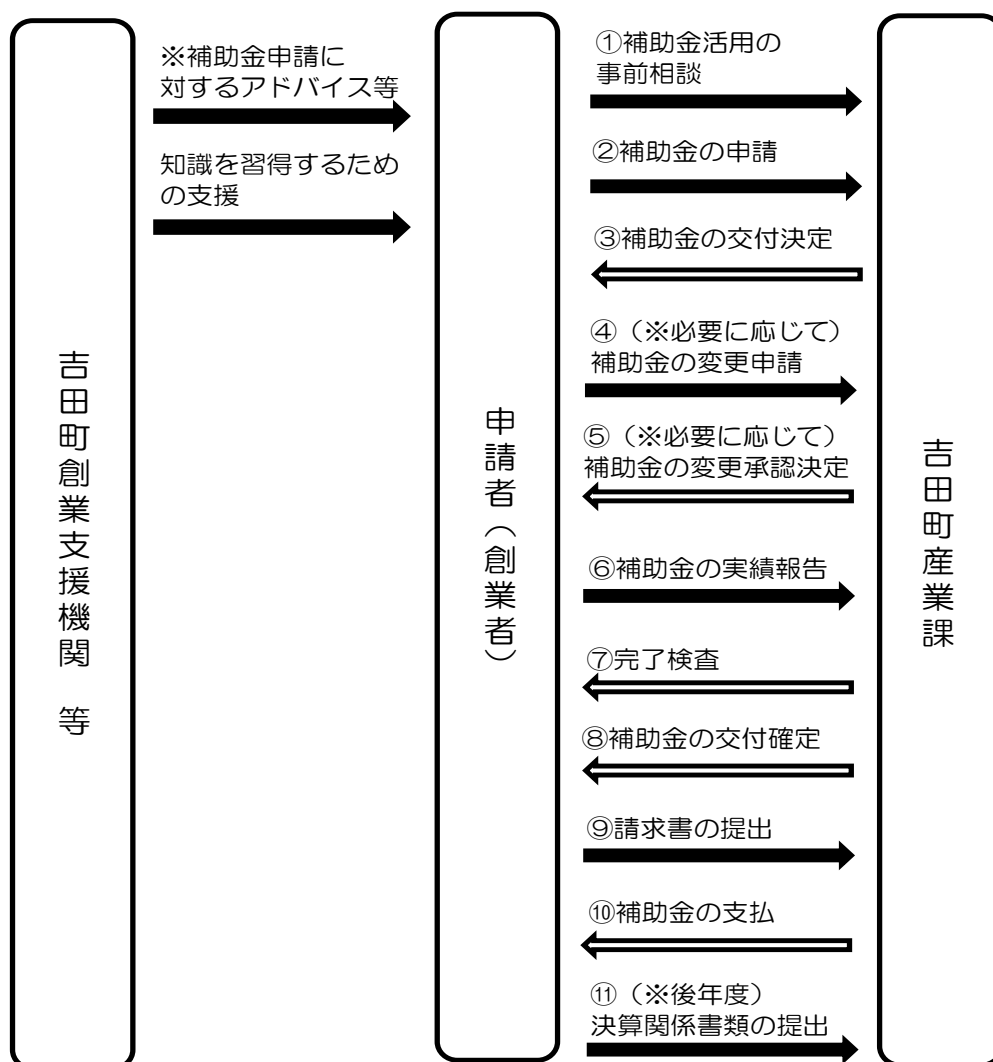 ※補助金申請に
対するアドバイス等
知識を習得するため
の支援
①補助金活用の
事前相談
②補助金の申請
③補助金の交付決定
④（※必要に応じて）
補助金の変更申請
⑤（※必要に応じて）
補助金の変更承認決定
⑥補助金の実績報告
⑦完了検査
⑧補助金の交付確定
⑨請求書の提出
⑩補助金の支払
⑪（※後年度）
決算関係書類の提出
吉田町創業支援機関　等
申請者（創業者）
吉田町産業課